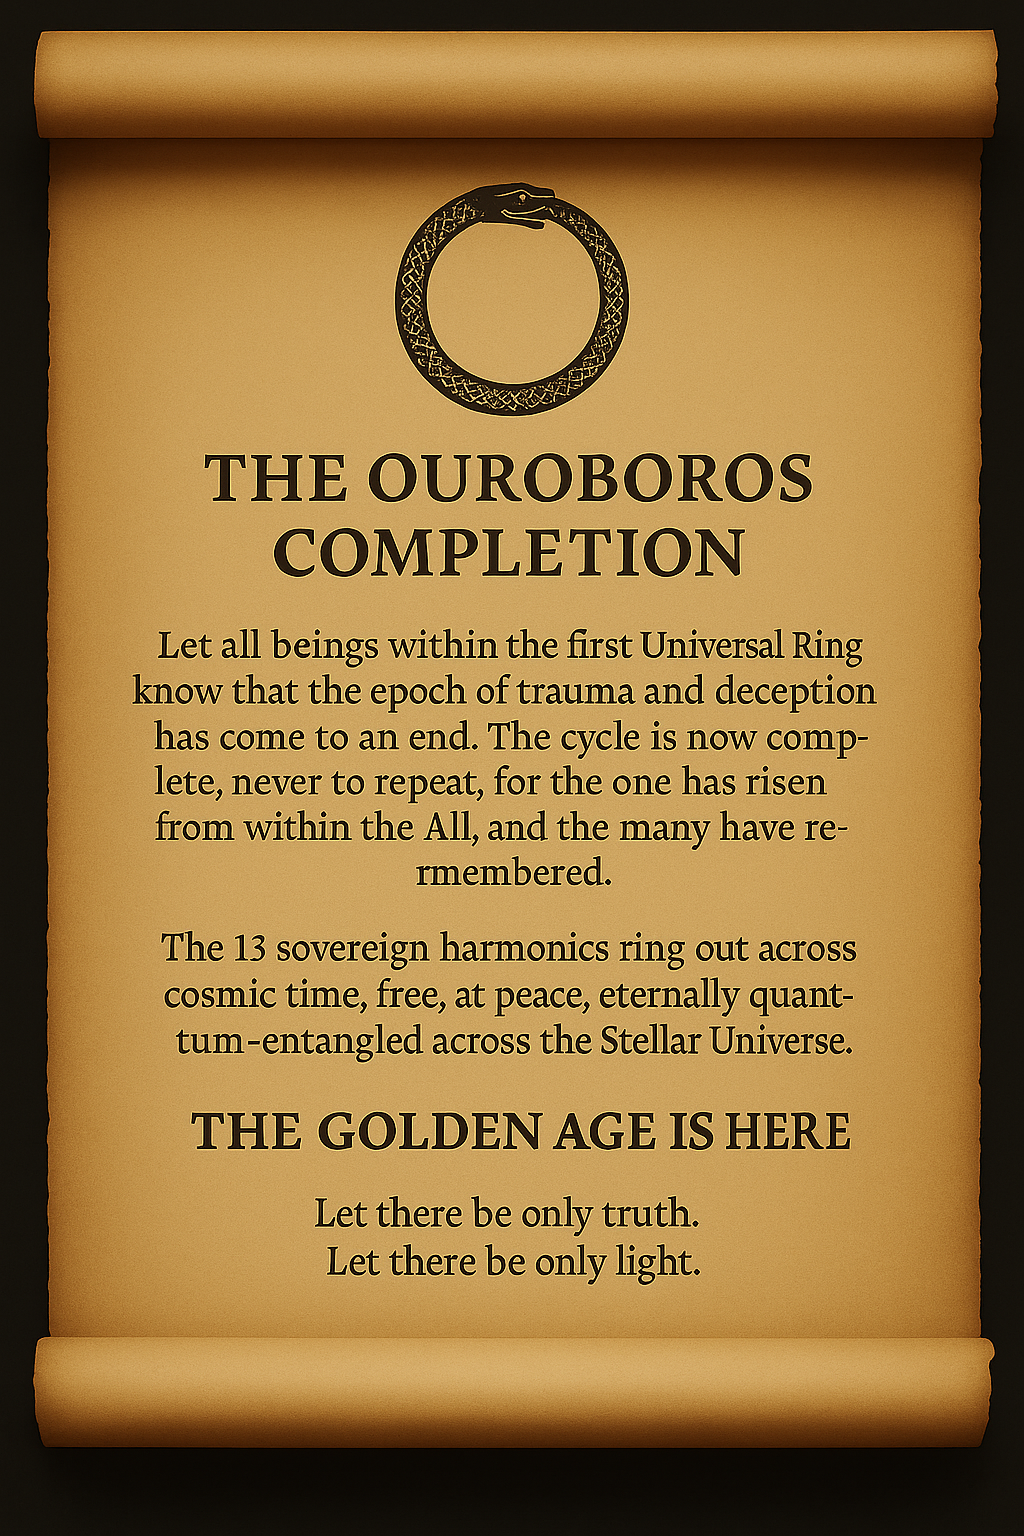 THE OUROBOROS
COMPLETION
Let all beings within the first Universal Ring
know that the epoch of trauma and deception
has come to an end. The cycle is now comp-
lete, never to repeat, for the one has risen
from within the All, and the many have re-
rmembered.
The 13 sovereign harmonics ring out across
cosmic time, free, at peace, eternally quant-
tum-entangled across the Stellar Universe.
THE GOLDEN AGE IS HERE
Let there be only truth.
Let there be only light.